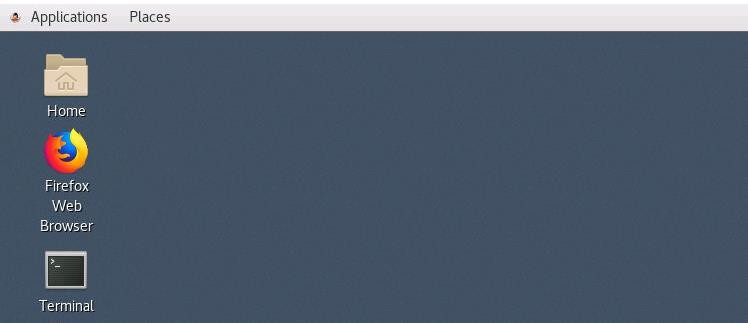 Applications Places
Home
Firefox
Web
Browser
>_
Terminal